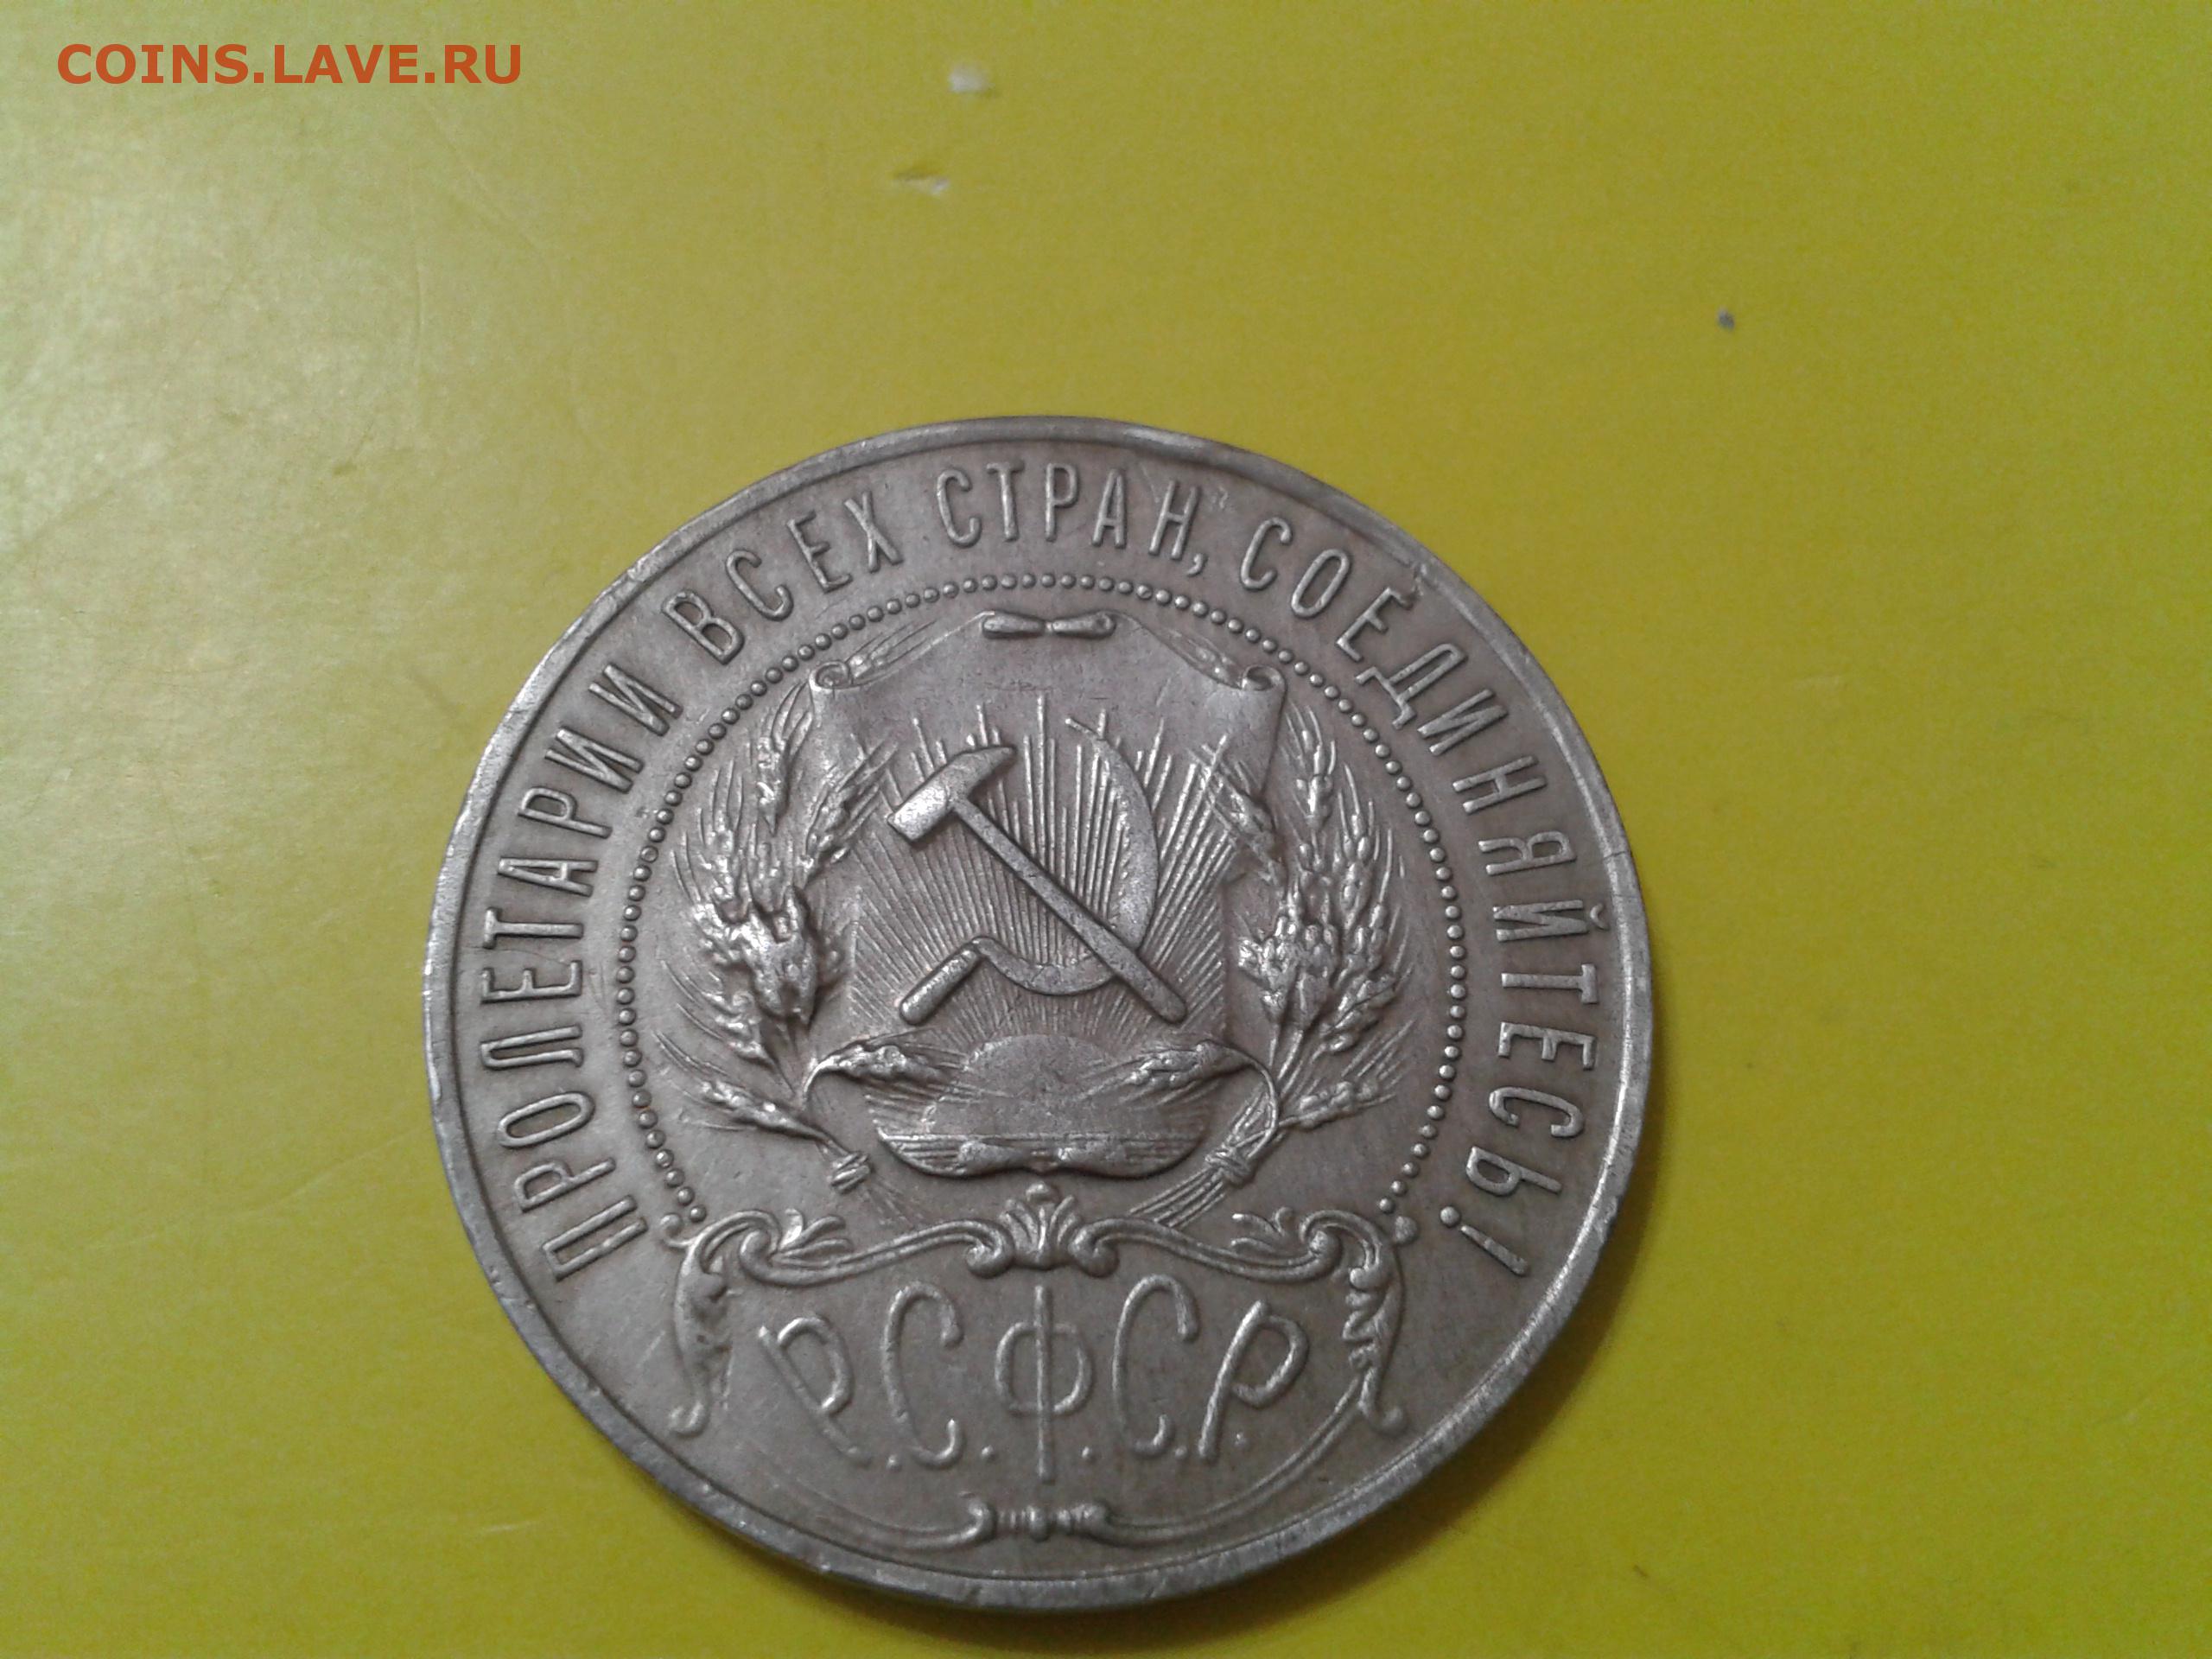 COINS.LAVE.RU
ПРОЛЕТАРИИ ВСЕХ СТРАН, СОЕДИНЯЙТЕСЬ!
Р.С.Ф.С.Р.